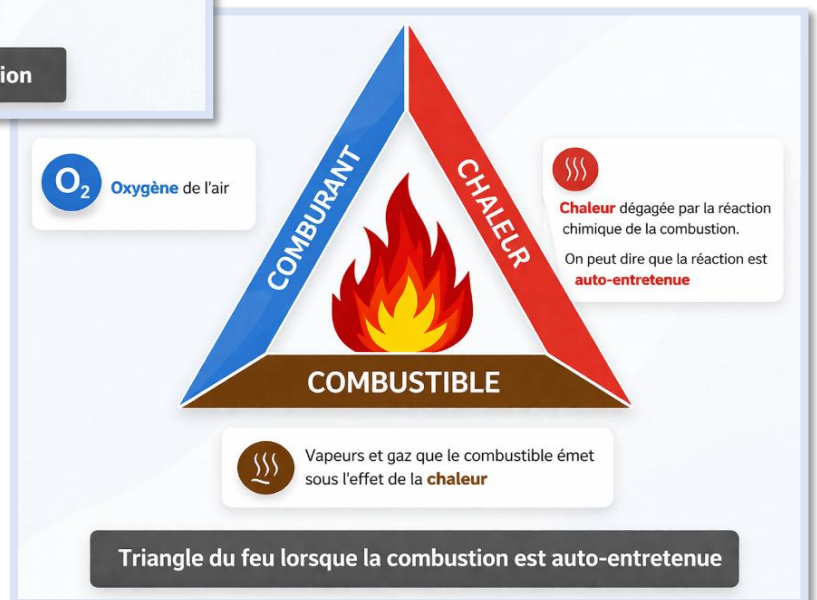 ion
O₂
Oxygène de l'air
COMBURANT
CHALEUR
Chaleur dégagée par la réaction
chimique de la combustion.
On peut dire que la réaction est
auto-entretenue
COMBUSTIBLE
Vapeurs et gaz que le combustible émet
sous l'effet de la chaleur
Triangle du feu lorsque la combustion est auto-entretenue